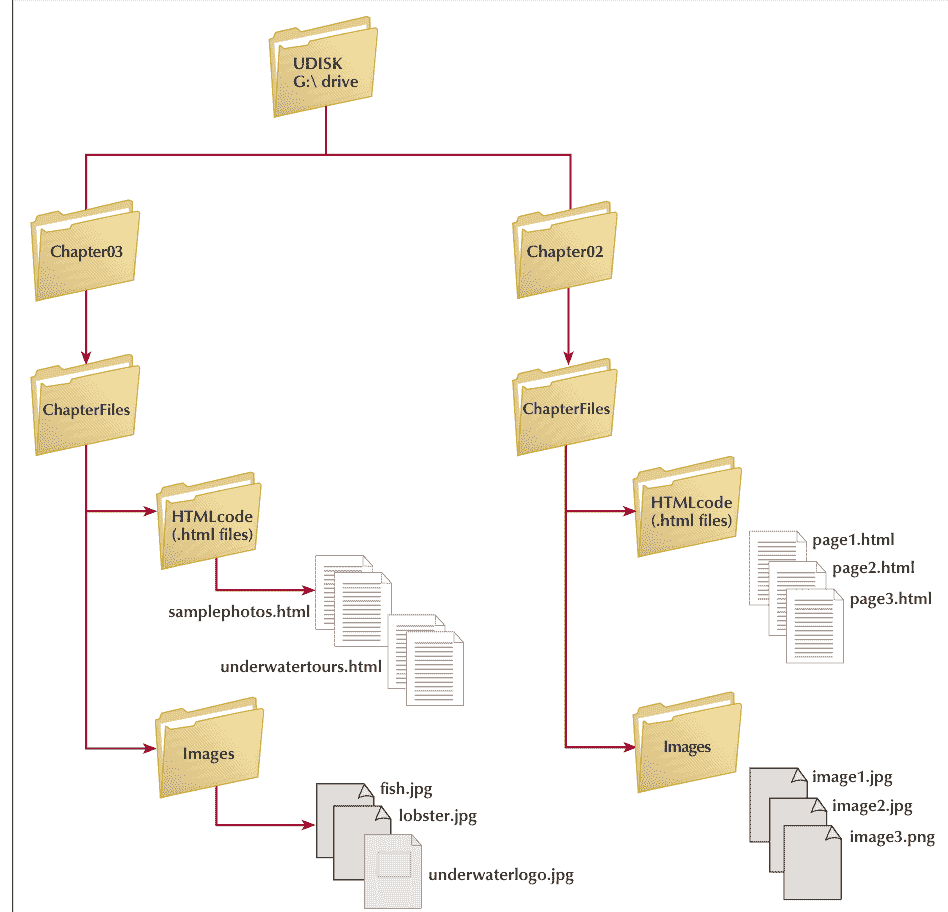 UDISK
G:\ drive
Chapter03
Chapter02
ChapterFiles
ChapterFiles
HTMLcode
(.html files)
HTMLcode
(.html files)
page1.html
page2.html
page3.html
samplephotos.html
underwatertours.html
Images
Images
fish.jpg
lobster.jpg
underwaterlogo.jpg
image1.jpg
image2.jpg
image3.png